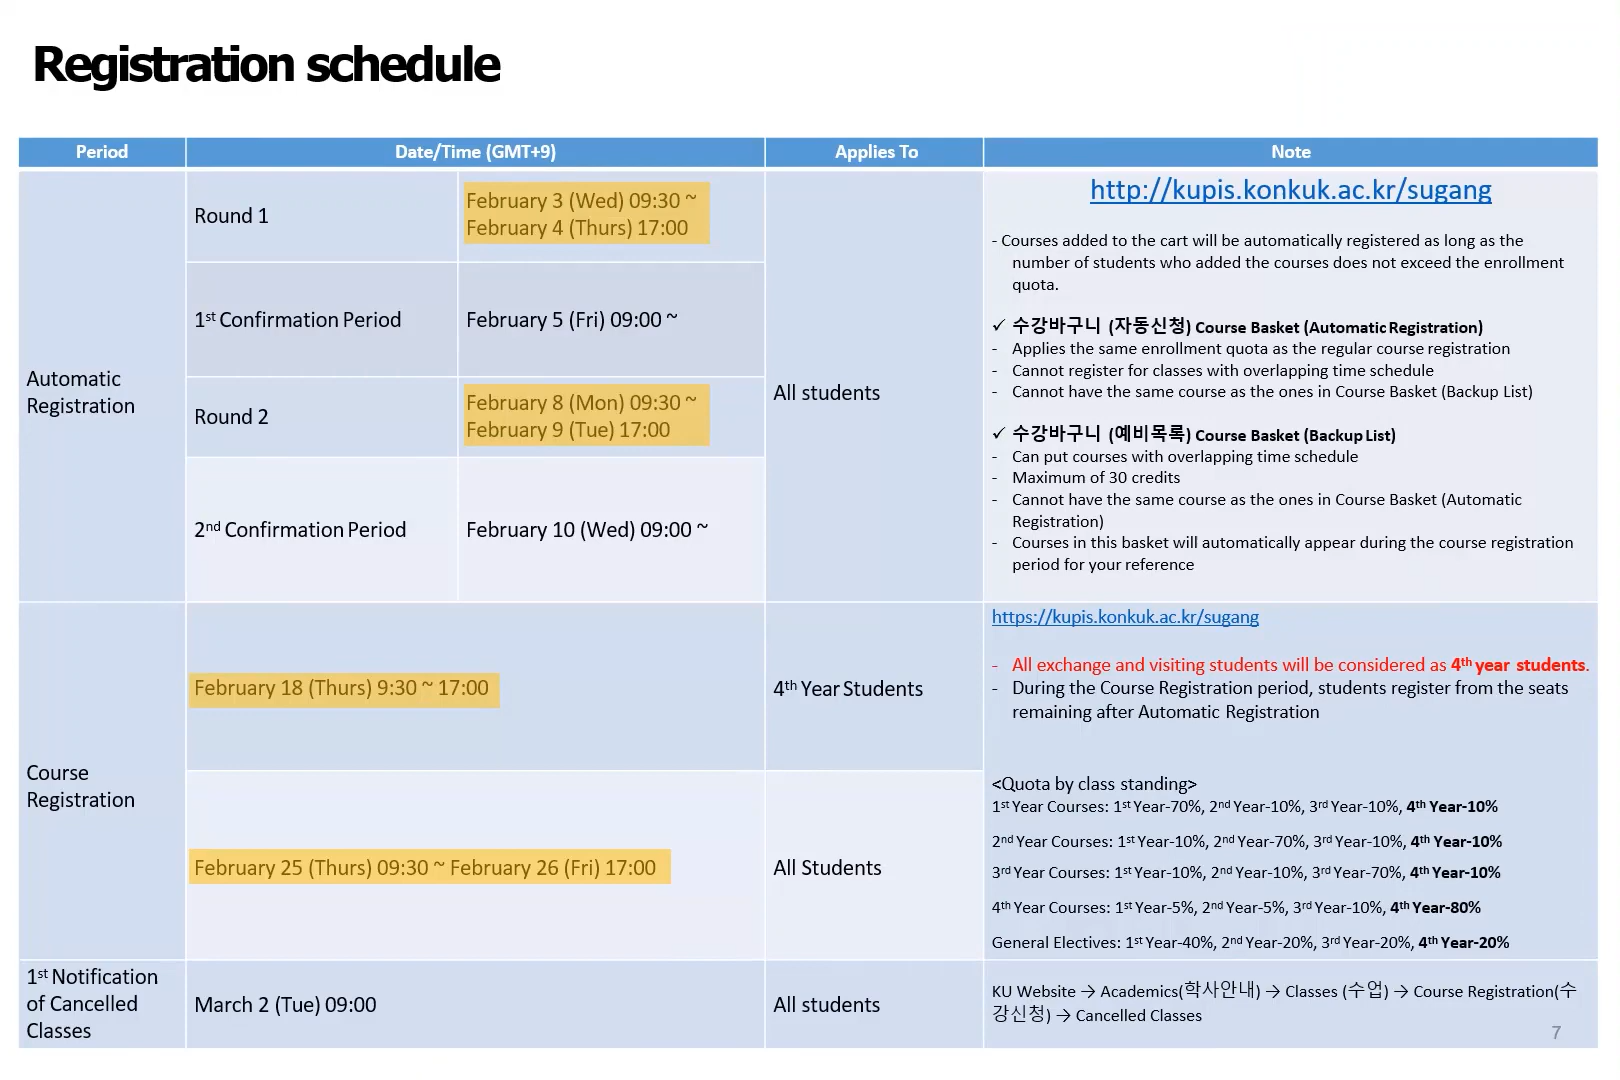 Registration schedule
Period
Date/Time (GMT+9)
Applies To
Note
Automatic
Registration
Round 1
February 3 (Wed) 09:30 ~
February 4 (Thurs) 17:00
1st Confirmation Period
February 5 (Fri) 09:00 ~
Round 2
February 8 (Mon) 09:30 ~
February 9 (Tue) 17:00
2nd Confirmation Period
February 10 (Wed) 09:00 ~
All students
http://kupis.konkuk.ac.kr/sugang
- Courses added to the cart will be automatically registered as long as the
number of students who added the courses does not exceed the enrollment
quota.
✓ 수강바구니 (자동신청) Course Basket (Automatic Registration)
- Applies the same enrollment quota as the regular course registration
- Cannot register for classes with overlapping time schedule
- Cannot have the same course as the ones in Course Basket (Backup List)
✓ 수강바구니 (예비목록) Course Basket (Backup List)
- Can put courses with overlapping time schedule
- Maximum of 30 credits
- Cannot have the same course as the ones in Course Basket (Automatic
Registration)
- Courses in this basket will automatically appear during the course registration
period for your reference
Course
Registration
February 18 (Thurs) 9:30 ~ 17:00
4th Year Students
February 25 (Thurs) 09:30 ~ February 26 (Fri) 17:00
All Students
https://kupis.konkuk.ac.kr/sugang
- All exchange and visiting students will be considered as 4th year students.
- During the Course Registration period, students register from the seats
remaining after Automatic Registration
<Quota by class standing>
1st Year Courses: 1st Year-70%, 2nd Year-10%, 3rd Year-10%, 4th Year-10%
2nd Year Courses: 1st Year-10%, 2nd Year-70%, 3rd Year-10%, 4th Year-10%
3rd Year Courses: 1st Year-10%, 2nd Year-10%, 3rd Year-70%, 4th Year-10%
4th Year Courses: 1st Year-5%, 2nd Year-5%, 3rd Year-10%, 4th Year-80%
General Electives: 1st Year-40%, 2nd Year-20%, 3rd Year-20%, 4th Year-20%
1st Notification
of Cancelled
Classes
March 2 (Tue) 09:00
All students
KU Website → Academics(학사안내) → Classes (수업) → Course Registration(수
강신청) → Cancelled Classes
7